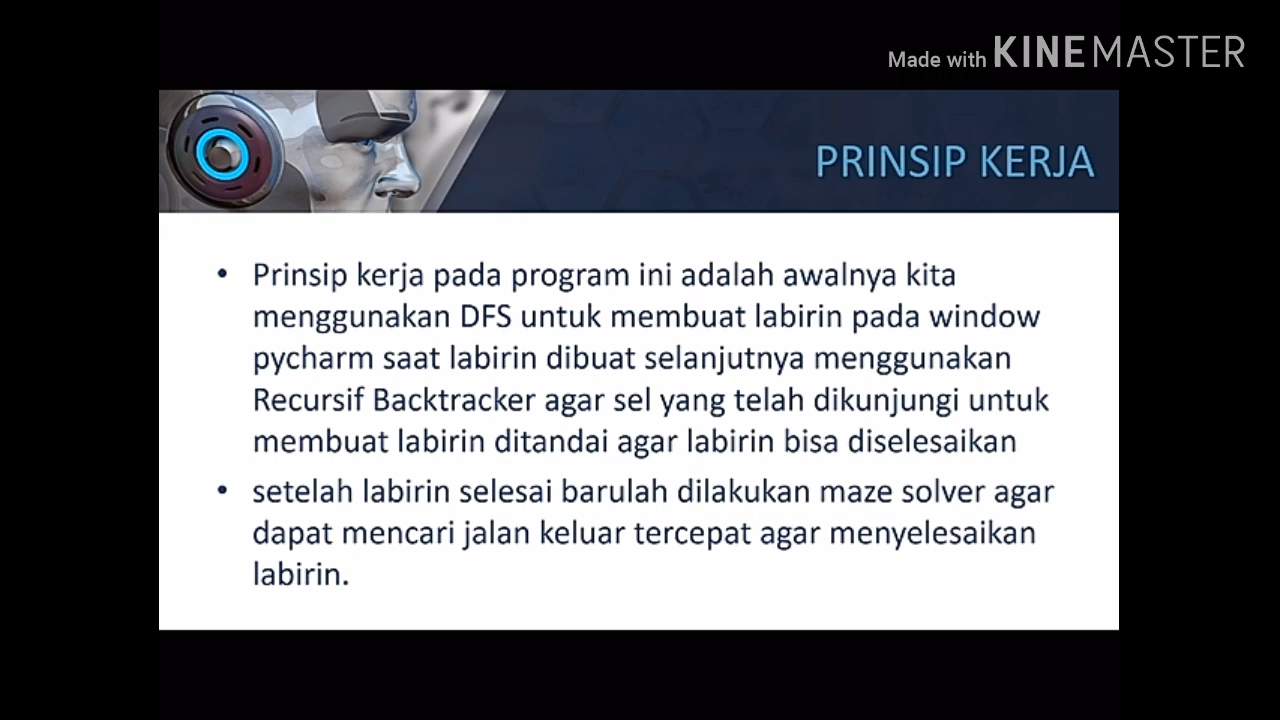 Made with KINEMASTER
PRINSIP KERJA
• Prinsip kerja pada program ini adalah awalnya kita
menggunakan DFS untuk membuat labirin pada window
pycharm saat labirin dibuat selanjutnya menggunakan
Recursif Backtracker agar sel yang telah dikunjungi untuk
membuat labirin ditandai agar labirin bisa diselesaikan
• setelah labirin selesai barulah dilakukan maze solver agar
dapat mencari jalan keluar tercepat agar menyelesaikan
labirin.